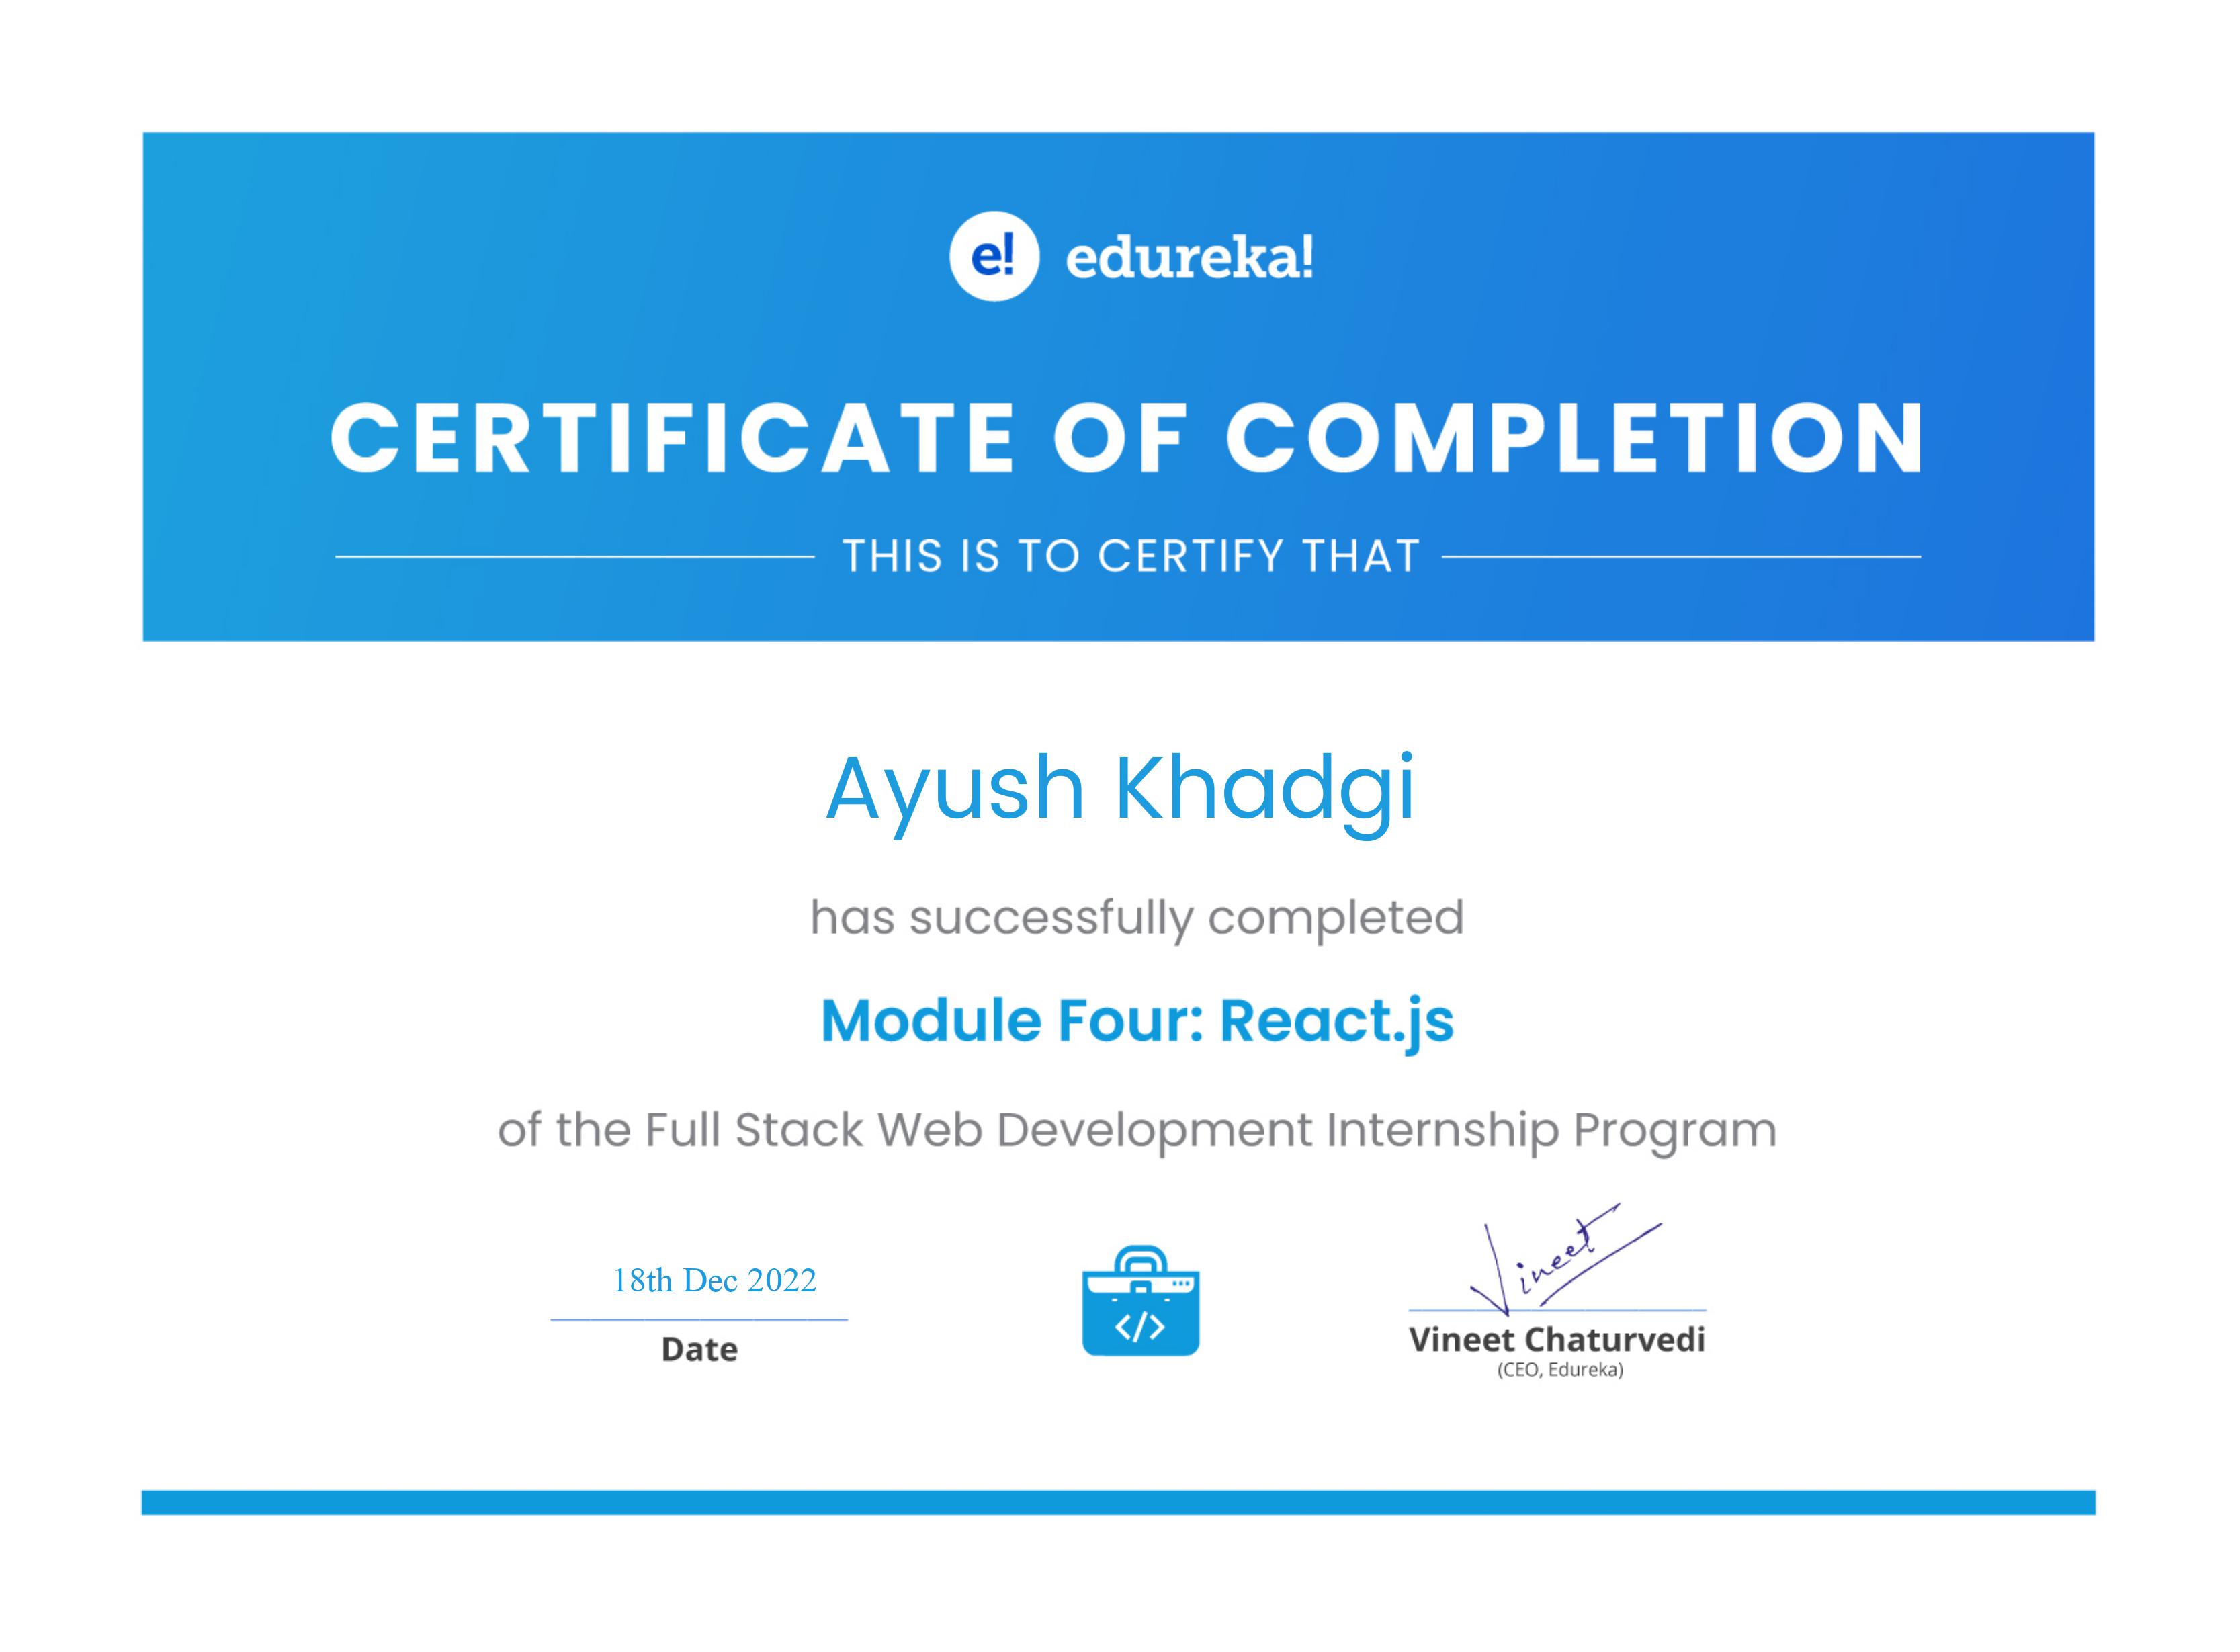 e! edureka!
CERTIFICATE OF COMPLETION
THIS IS TO CERTIFY THAT
Ayush Khadgi
has successfully completed
Module Four: React.js
of the Full Stack Web Development Internship Program
18th Dec 2022
Date
</>
Vineet
Vineet Chaturvedi
(CEO, Edureka)